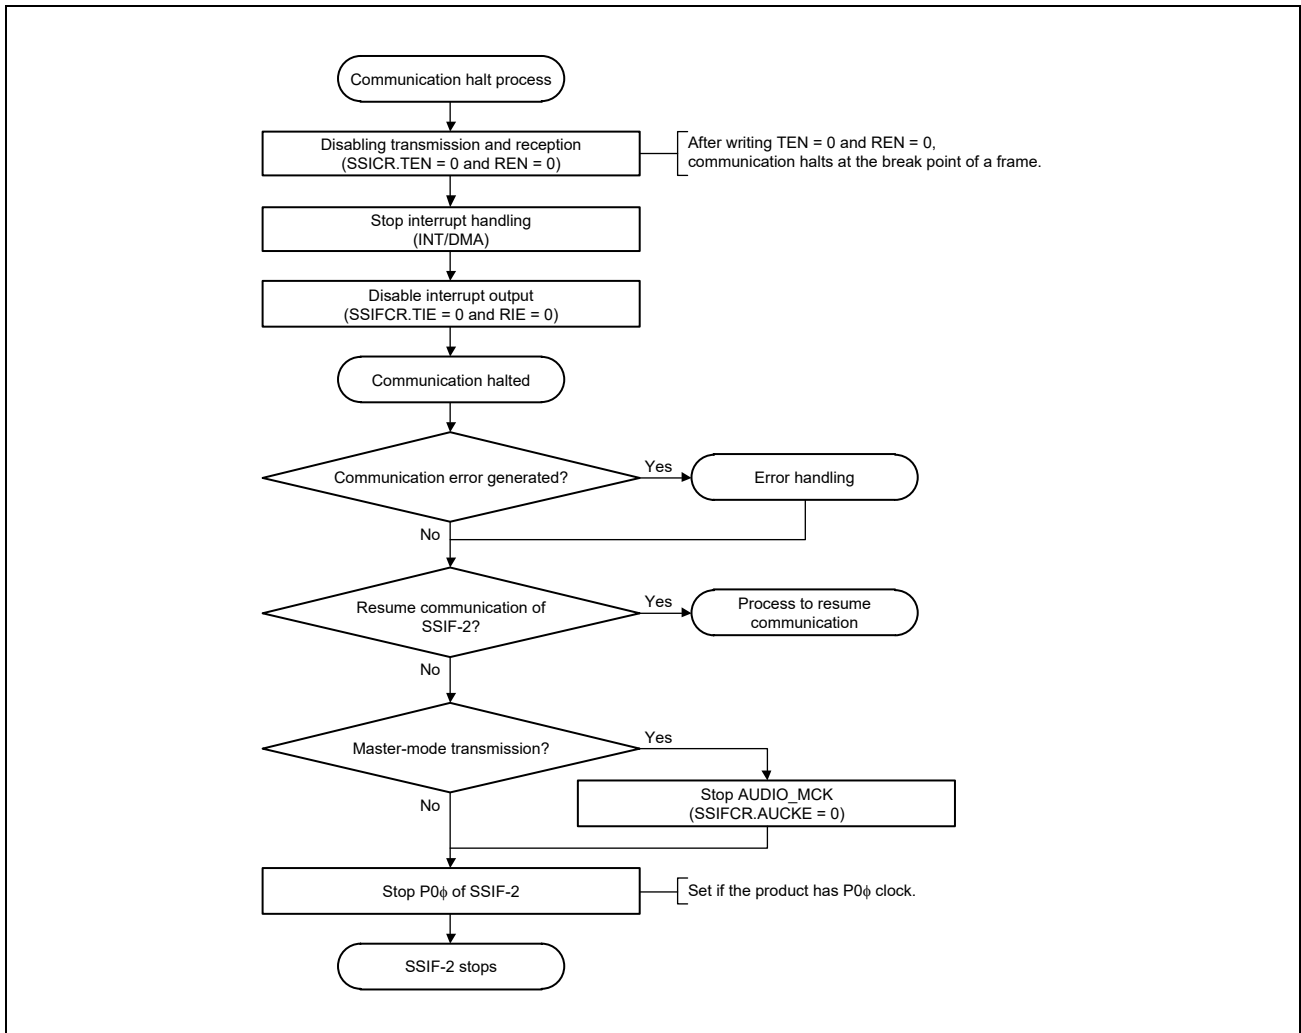 Communication halt process
Disabling transmission and reception
(SSICR.TEN = 0 and REN = 0)
After writing TEN = 0 and REN = 0,
communication halts at the break point of a frame.
Stop interrupt handling
(INT/DMA)
Disable interrupt output
(SSIFCR.TIE = 0 and RIE = 0)
Communication halted
Communication error generated?
Yes
Error handling
No
Resume communication of
SSIF-2?
Yes
Process to resume
communication
No
Master-mode transmission?
Yes
Stop AUDIO_MCK
(SSIFCR.AUCKE = 0)
No
Stop P0ϕ of SSIF-2
Set if the product has P0ϕ clock.
SSIF-2 stops